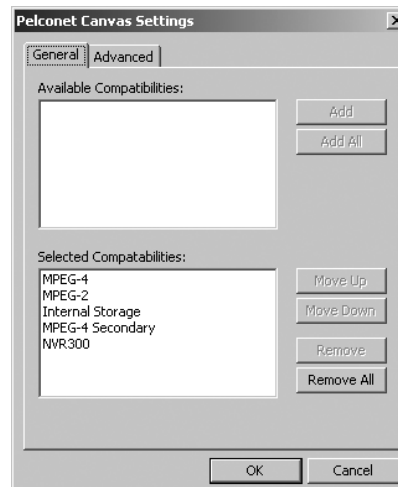 Pelconet Canvas Settings
General Advanced
Available Compatibilities:
Add
Add All
Selected Compatabilities:
MPEG-4
MPEG-2
Internal Storage
MPEG-4 Secondary
NVR300
Move Up
Move Down
Remove
Remove All
OK Cancel